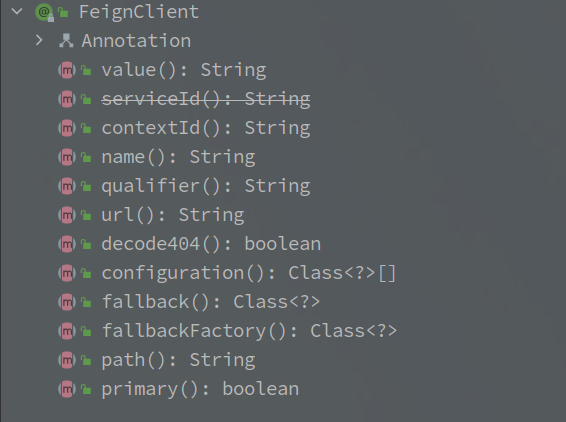 FeignClient
Annotation
value(): String
serviceId(): String
contextId(): String
name(): String
qualifier(): String
url(): String
decode404(): boolean
configuration(): Class<?>[]
fallback(): Class<?>
fallbackFactory(): Class<?>
path(): String
primary(): boolean